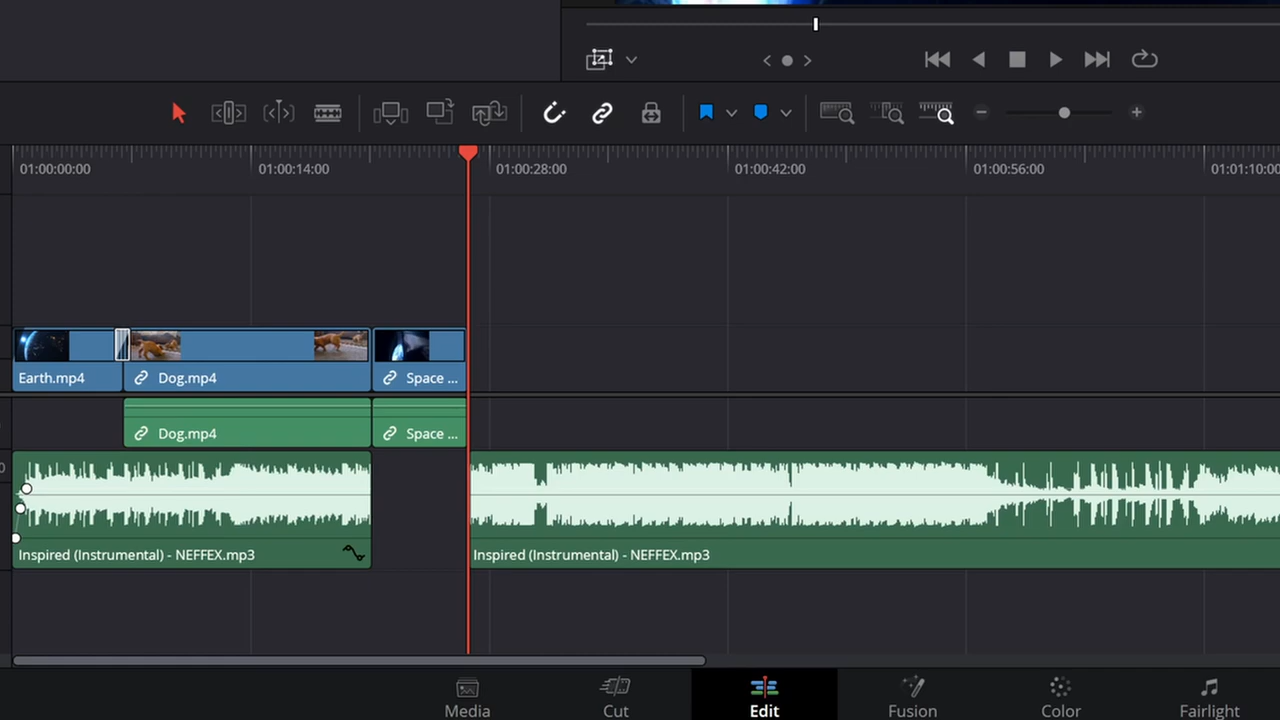 01:00:00:00 01:00:14:00 01:00:28:00 01:00:42:00 01:00:56:00 01:01:10:00
Earth.mp4 Dog.mp4 Space ...
Dog.mp4 Space ...
Inspired (Instrumental) - NEFFEX.mp3 Inspired (Instrumental) - NEFFEX.mp3
Media Cut Edit Fusion Color Fairlight